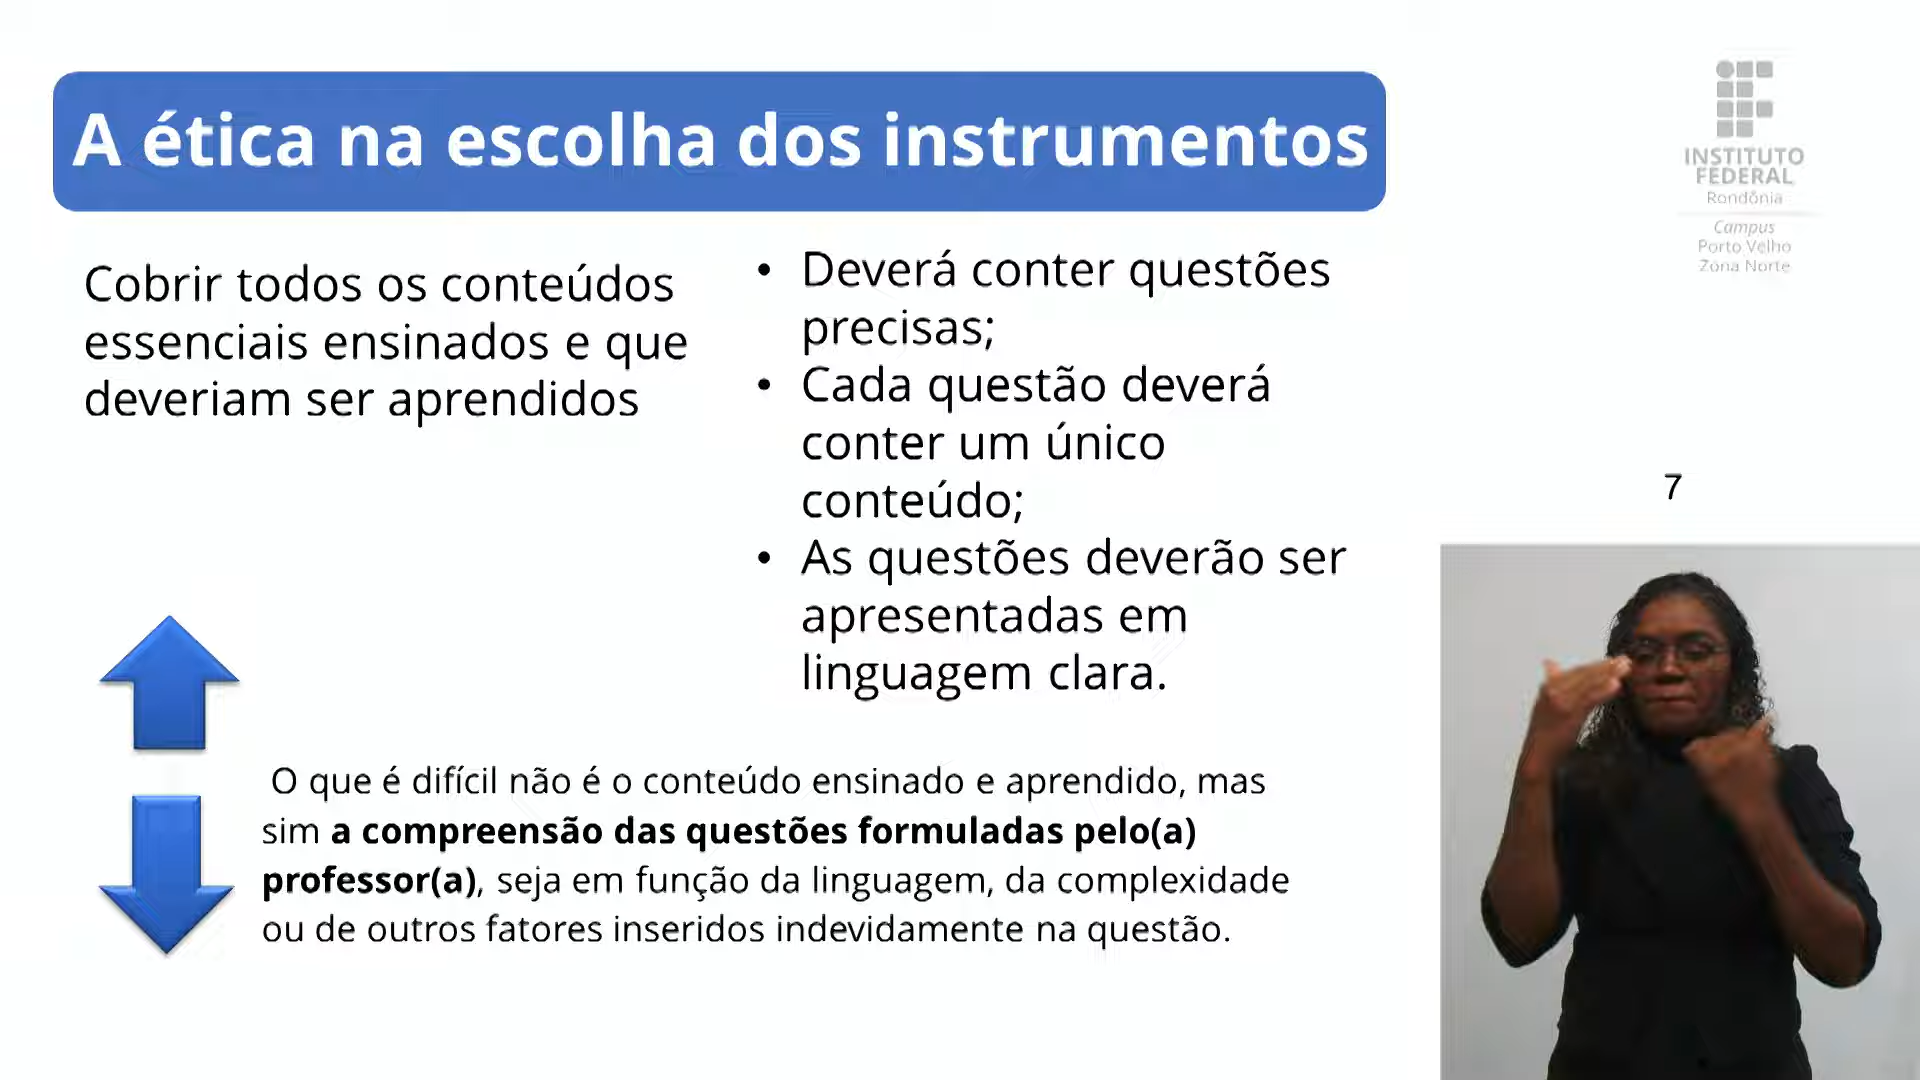 A ética na escolha dos instrumentos
INSTITUTO
FEDERAL
Rondônia
Campus
Porto Velho
Zona Norte
Cobrir todos os conteúdos
essenciais ensinados e que
deveriam ser aprendidos
• Deverá conter questões
precisas;
• Cada questão deverá
conter um único
conteúdo;
• As questões deverão ser
apresentadas em
linguagem clara.
7
O que é difícil não é o conteúdo ensinado e aprendido, mas
sim a compreensão das questões formuladas pelo(a)
professor(a), seja em função da linguagem, da complexidade
ou de outros fatores inseridos indevidamente na questão.